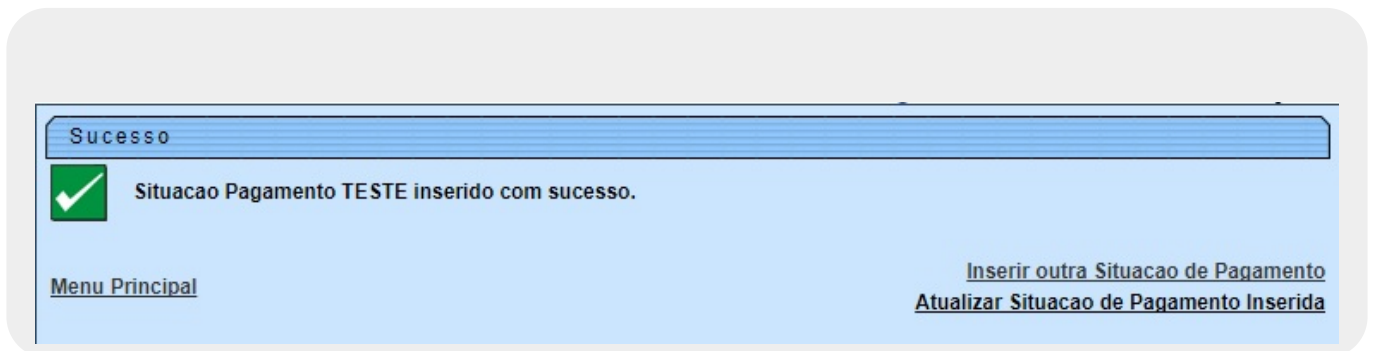 Sucesso
Situacao Pagamento TESTE inserido com sucesso.
Inserir outra Situacao de Pagamento
Menu Principal
Atualizar Situacao de Pagamento Inserida